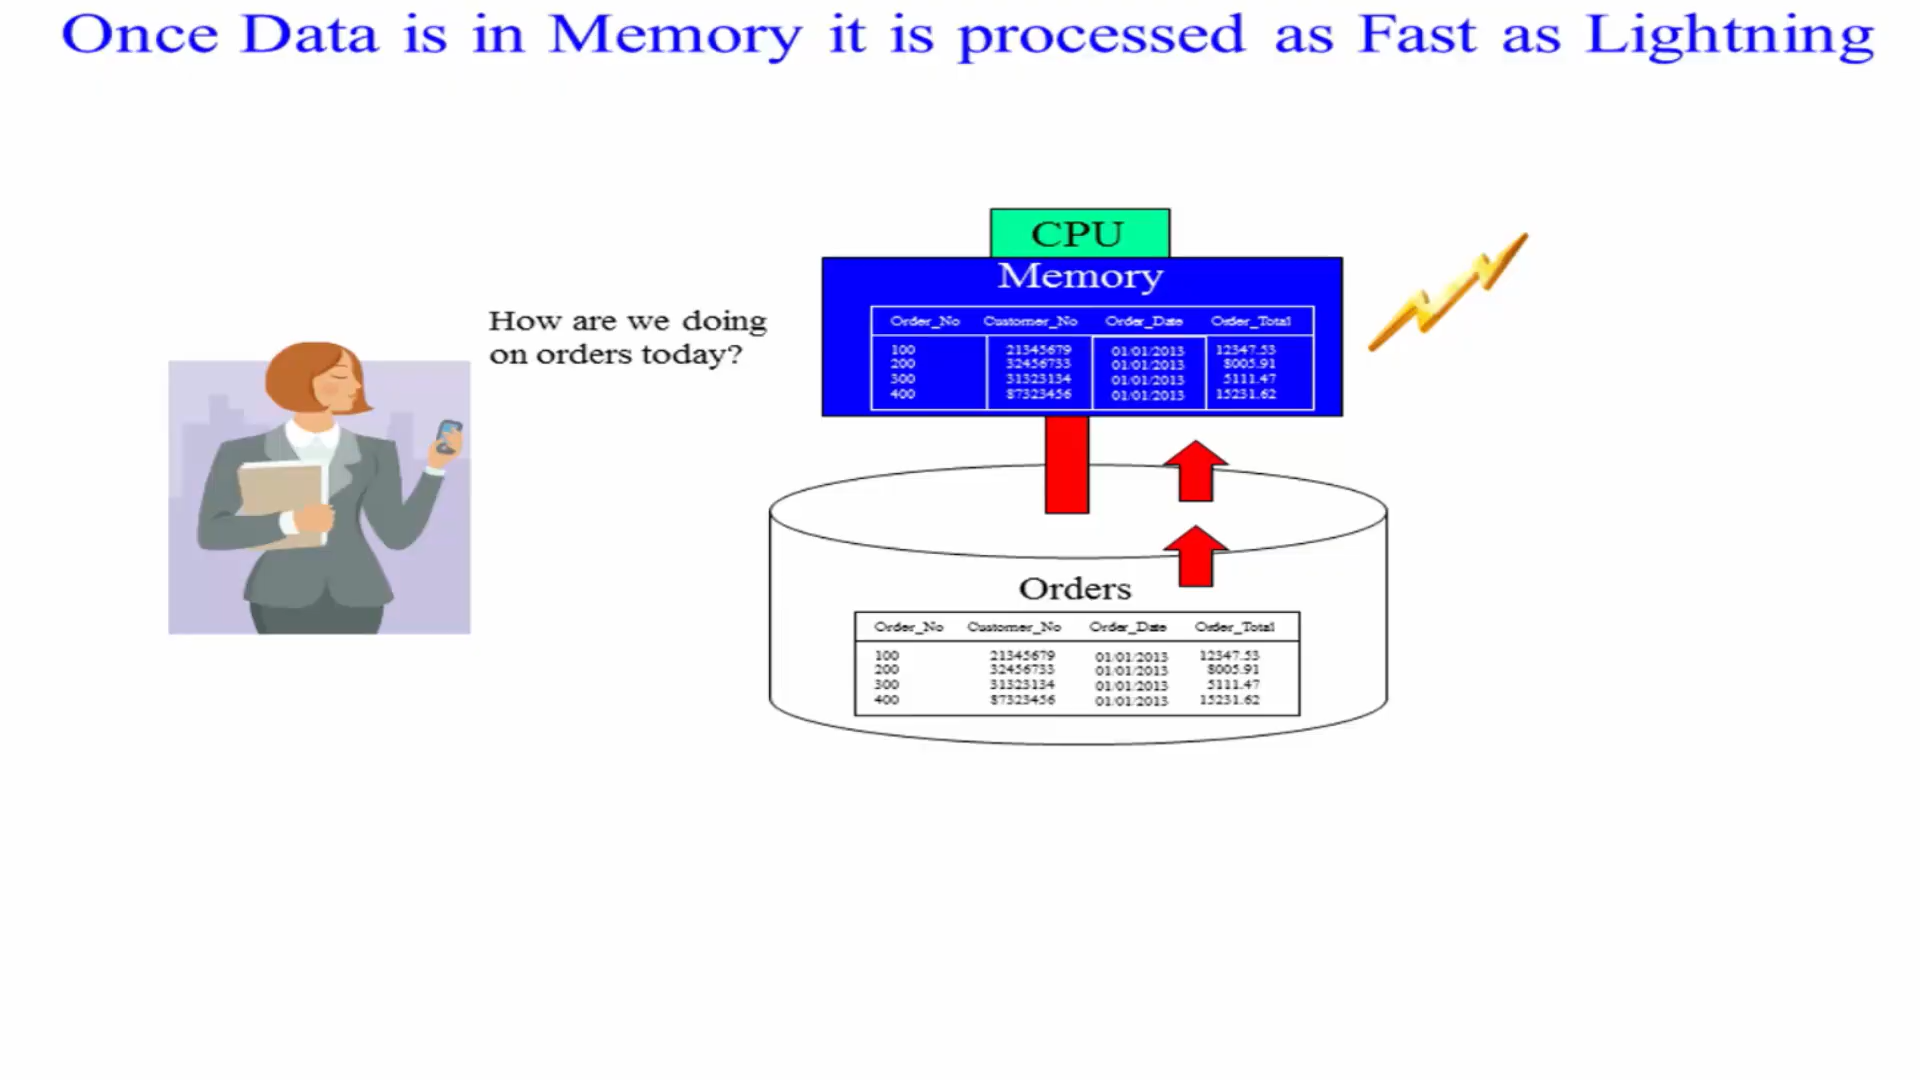 Once Data is in Memory it is processed as Fast as Lightning
CPU
Memory
How are we doing
on orders today?
Order_No Customer_No Order_Date Order_Total
100 21345679 01/01/2013 12347.53
200 32456733 01/01/2013 8005.91
300 31323134 01/01/2013 5111.47
400 87323456 01/01/2013 15231.62
Orders
Order_No Customer_No Order_Date Order_Total
100 21345679 01/01/2013 12347.53
200 32456733 01/01/2013 8005.91
300 31323134 01/01/2013 5111.47
400 87323456 01/01/2013 15231.62